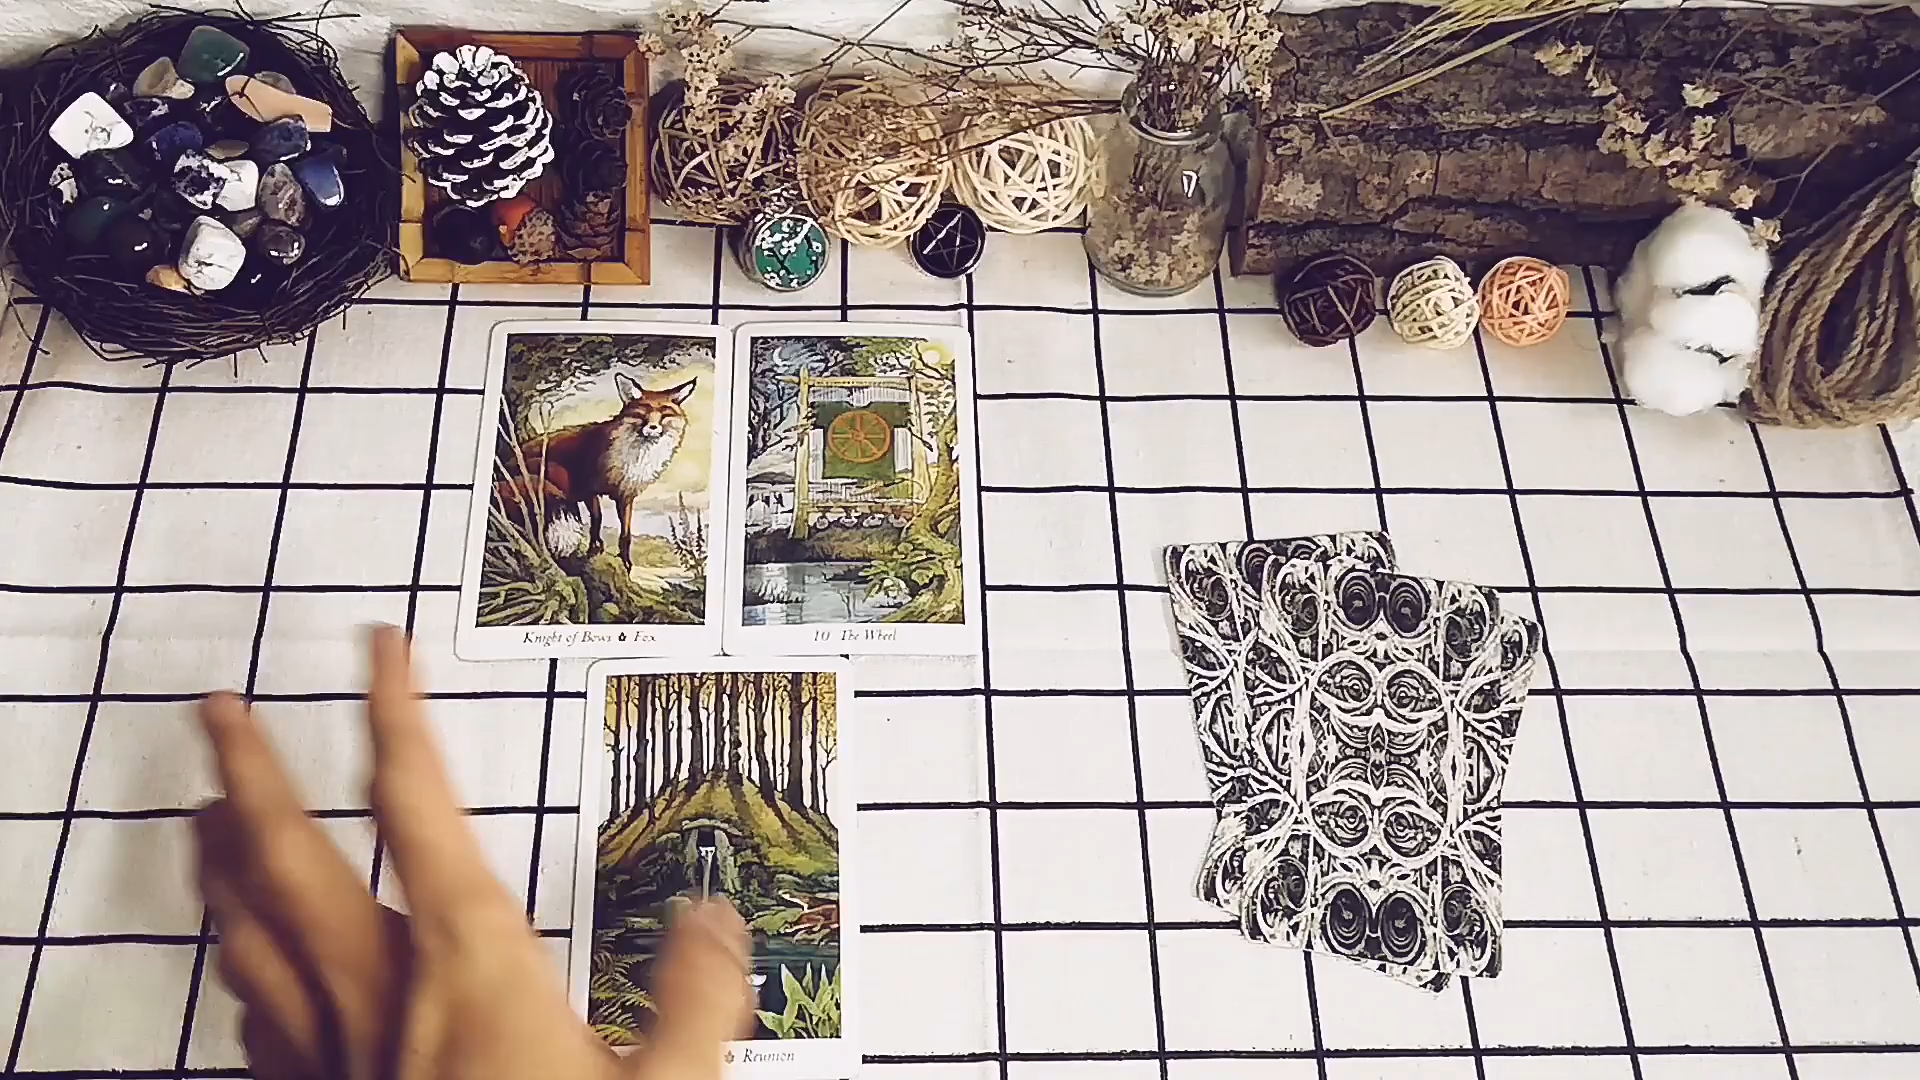 Knight of Bows ✽ Fox
10 The Wheel
✽ Reunion